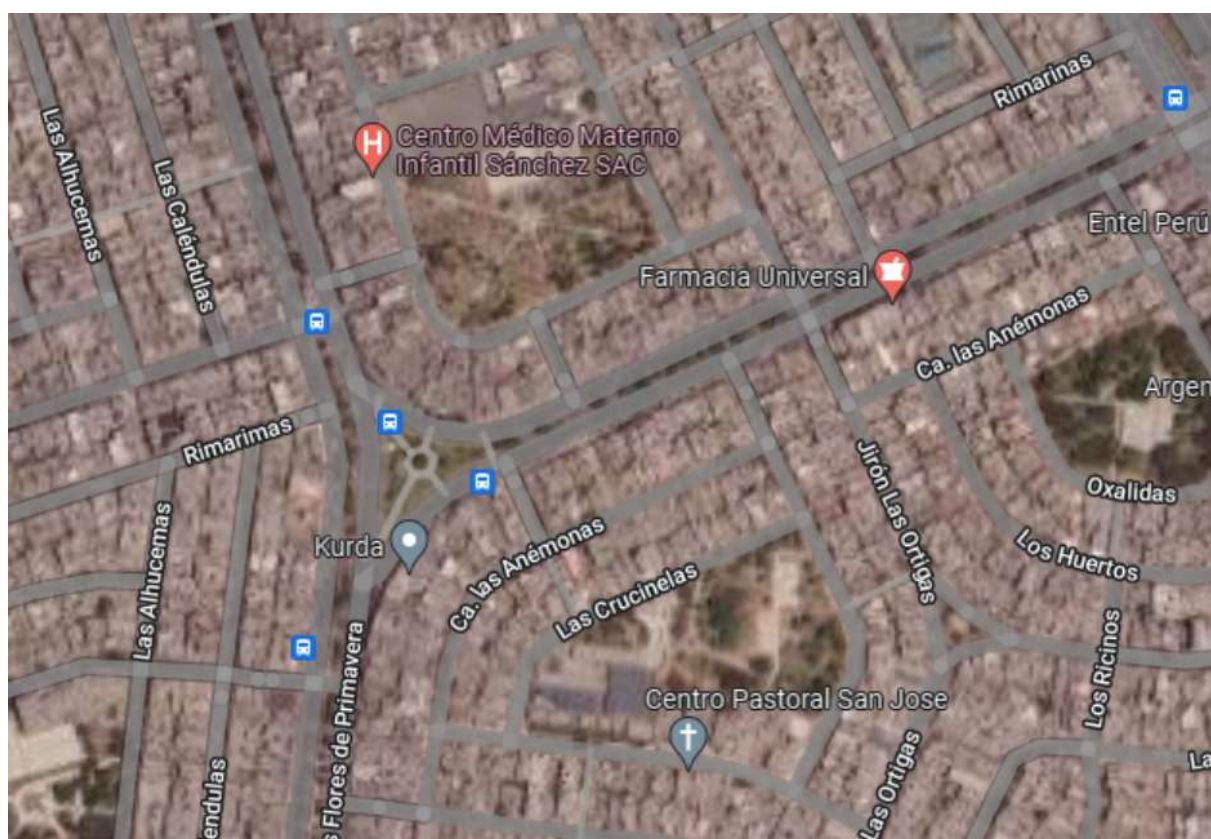 Las Alhucemas
Las Caléndulas
Centro Médico Materno
Infantil Sánchez SAC
Rimarinas
Entel Perú
Farmacia Universal
Ca. las Anémonas
Argen
Rimarimas
Jirón Las Ortigas
Oxalidas
Kurda
Ca. las Anémonas
Las Crucinelas
Los Huertos
Las Alhucemas
Los Ricinos
Centro Pastoral San Jose
s Flores de Primavera
endulas
Las Ortigas
La